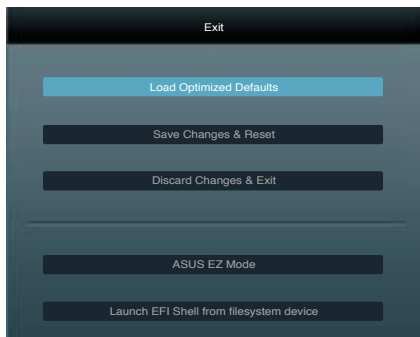 Exit
Load Optimized Defaults
Save Changes & Reset
Discard Changes & Exit
ASUS EZ Mode
Launch EFI Shell from filesystem device